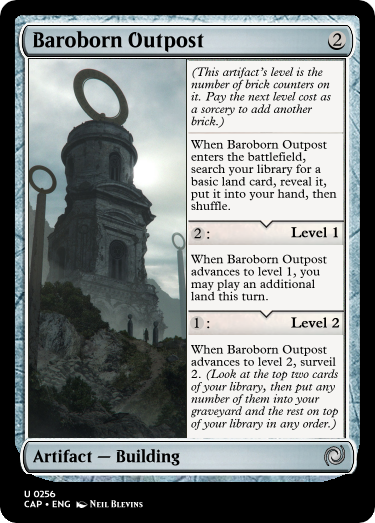 Baroborn Outpost 2
(This artifact's level is the
number of brick counters on
it. Pay the next level cost as
a sorcery to add another
brick.)
When Baroborn Outpost
enters the battlefield,
search your library for a
basic land card, reveal it,
put it into your hand, then
shuffle.
2 : Level 1
When Baroborn Outpost
advances to level 1, you
may play an additional
land this turn.
1 : Level 2
When Baroborn Outpost
advances to level 2, surveil
2. (Look at the top two cards
of your library, then put any
number of them into your
graveyard and the rest on top
of your library in any order.)
Artifact — Building
U 0256
CAP • ENG Neil Blevins